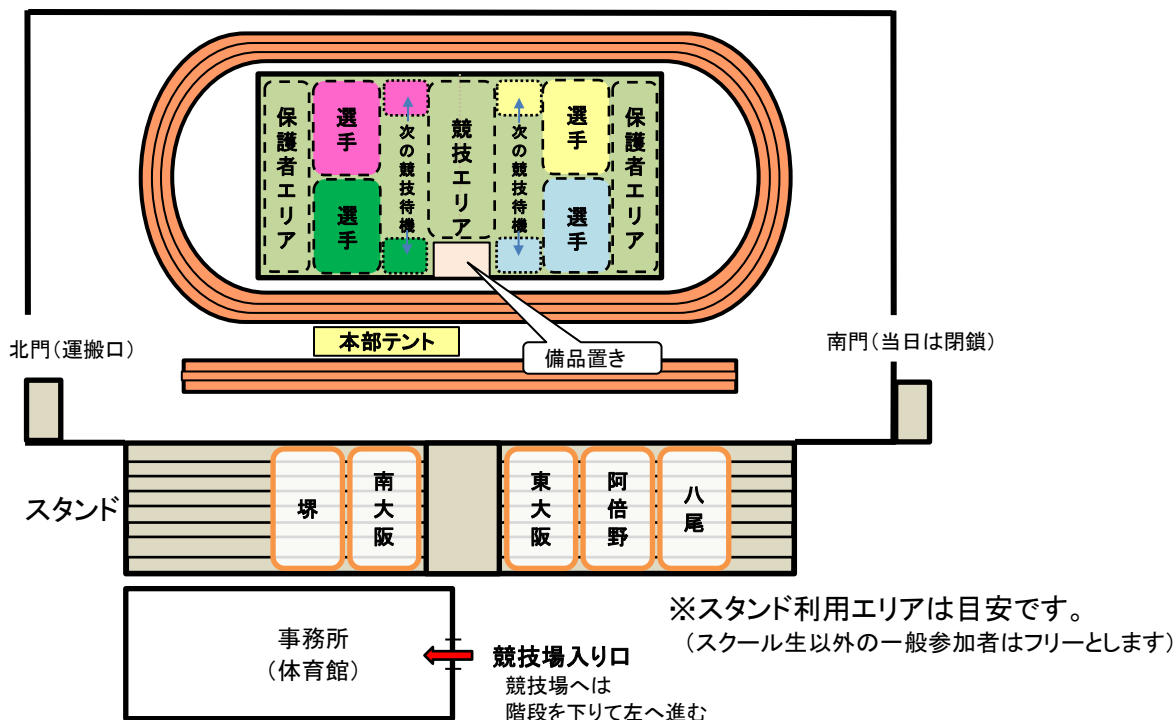 保護者エリア
選手
選手
次の競技待機
競技エリア
次の競技待機
選手
選手
保護者エリア
北門(運搬口)
本部テント
備品置き
南門(当日は閉鎖)
スタンド
堺
南大阪
東大阪
阿倍野
八尾
※スタンド利用エリアは目安です。
(スクール生以外の一般参加者はフリーとします)
事務所
(体育館)
競技場入り口
競技場へは
階段を下りて左へ進む